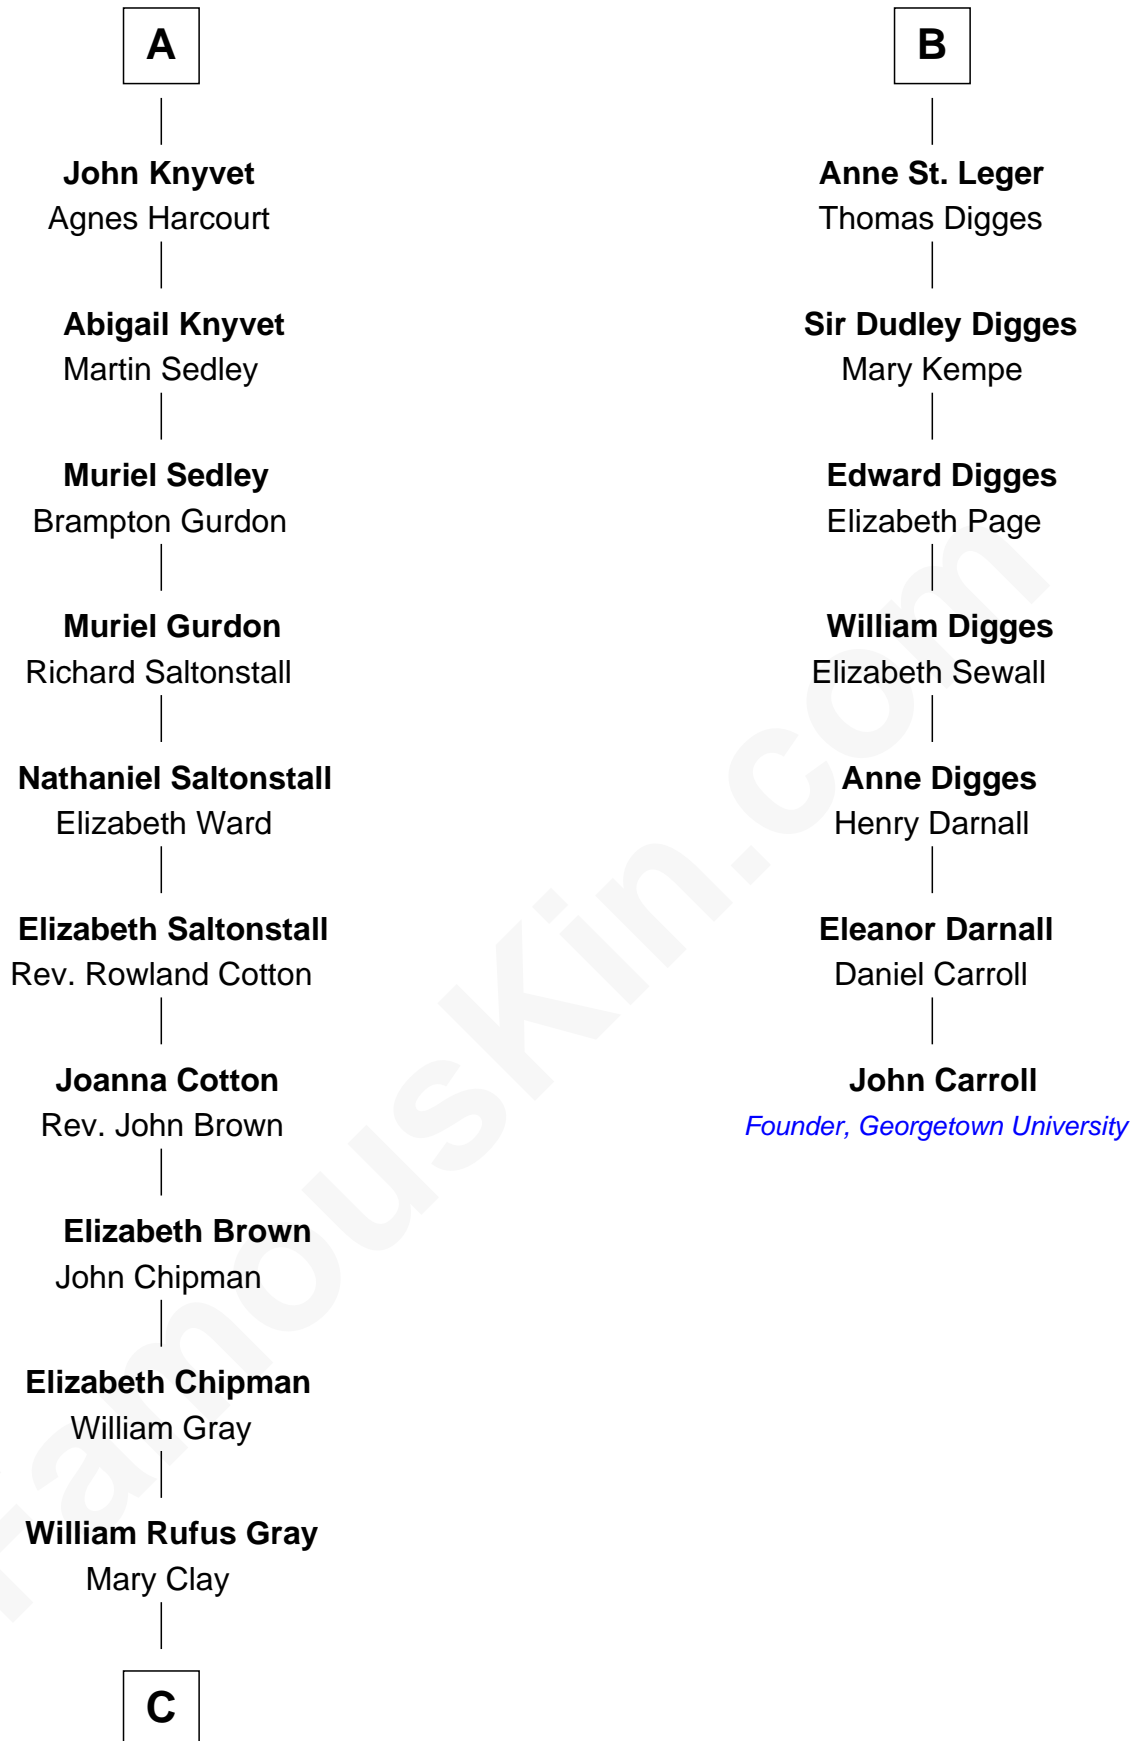 A
John Knyvet
Agnes Harcourt
Abigail Knyvet
Martin Sedley
Muriel Sedley
Brampton Gurdon
Muriel Gurdon
Richard Saltonstall
Nathaniel Saltonstall
Elizabeth Ward
Elizabeth Saltonstall
Rev. Rowland Cotton
Joanna Cotton
Rev. John Brown
Elizabeth Brown
John Chipman
Elizabeth Chipman
William Gray
William Rufus Gray
Mary Clay
C
B
Anne St. Leger
Thomas Digges
Sir Dudley Digges
Mary Kempe
Edward Digges
Elizabeth Page
William Digges
Elizabeth Sewall
Anne Digges
Henry Darnall
Eleanor Darnall
Daniel Carroll
John Carroll
Founder, Georgetown University
FamousKin.com